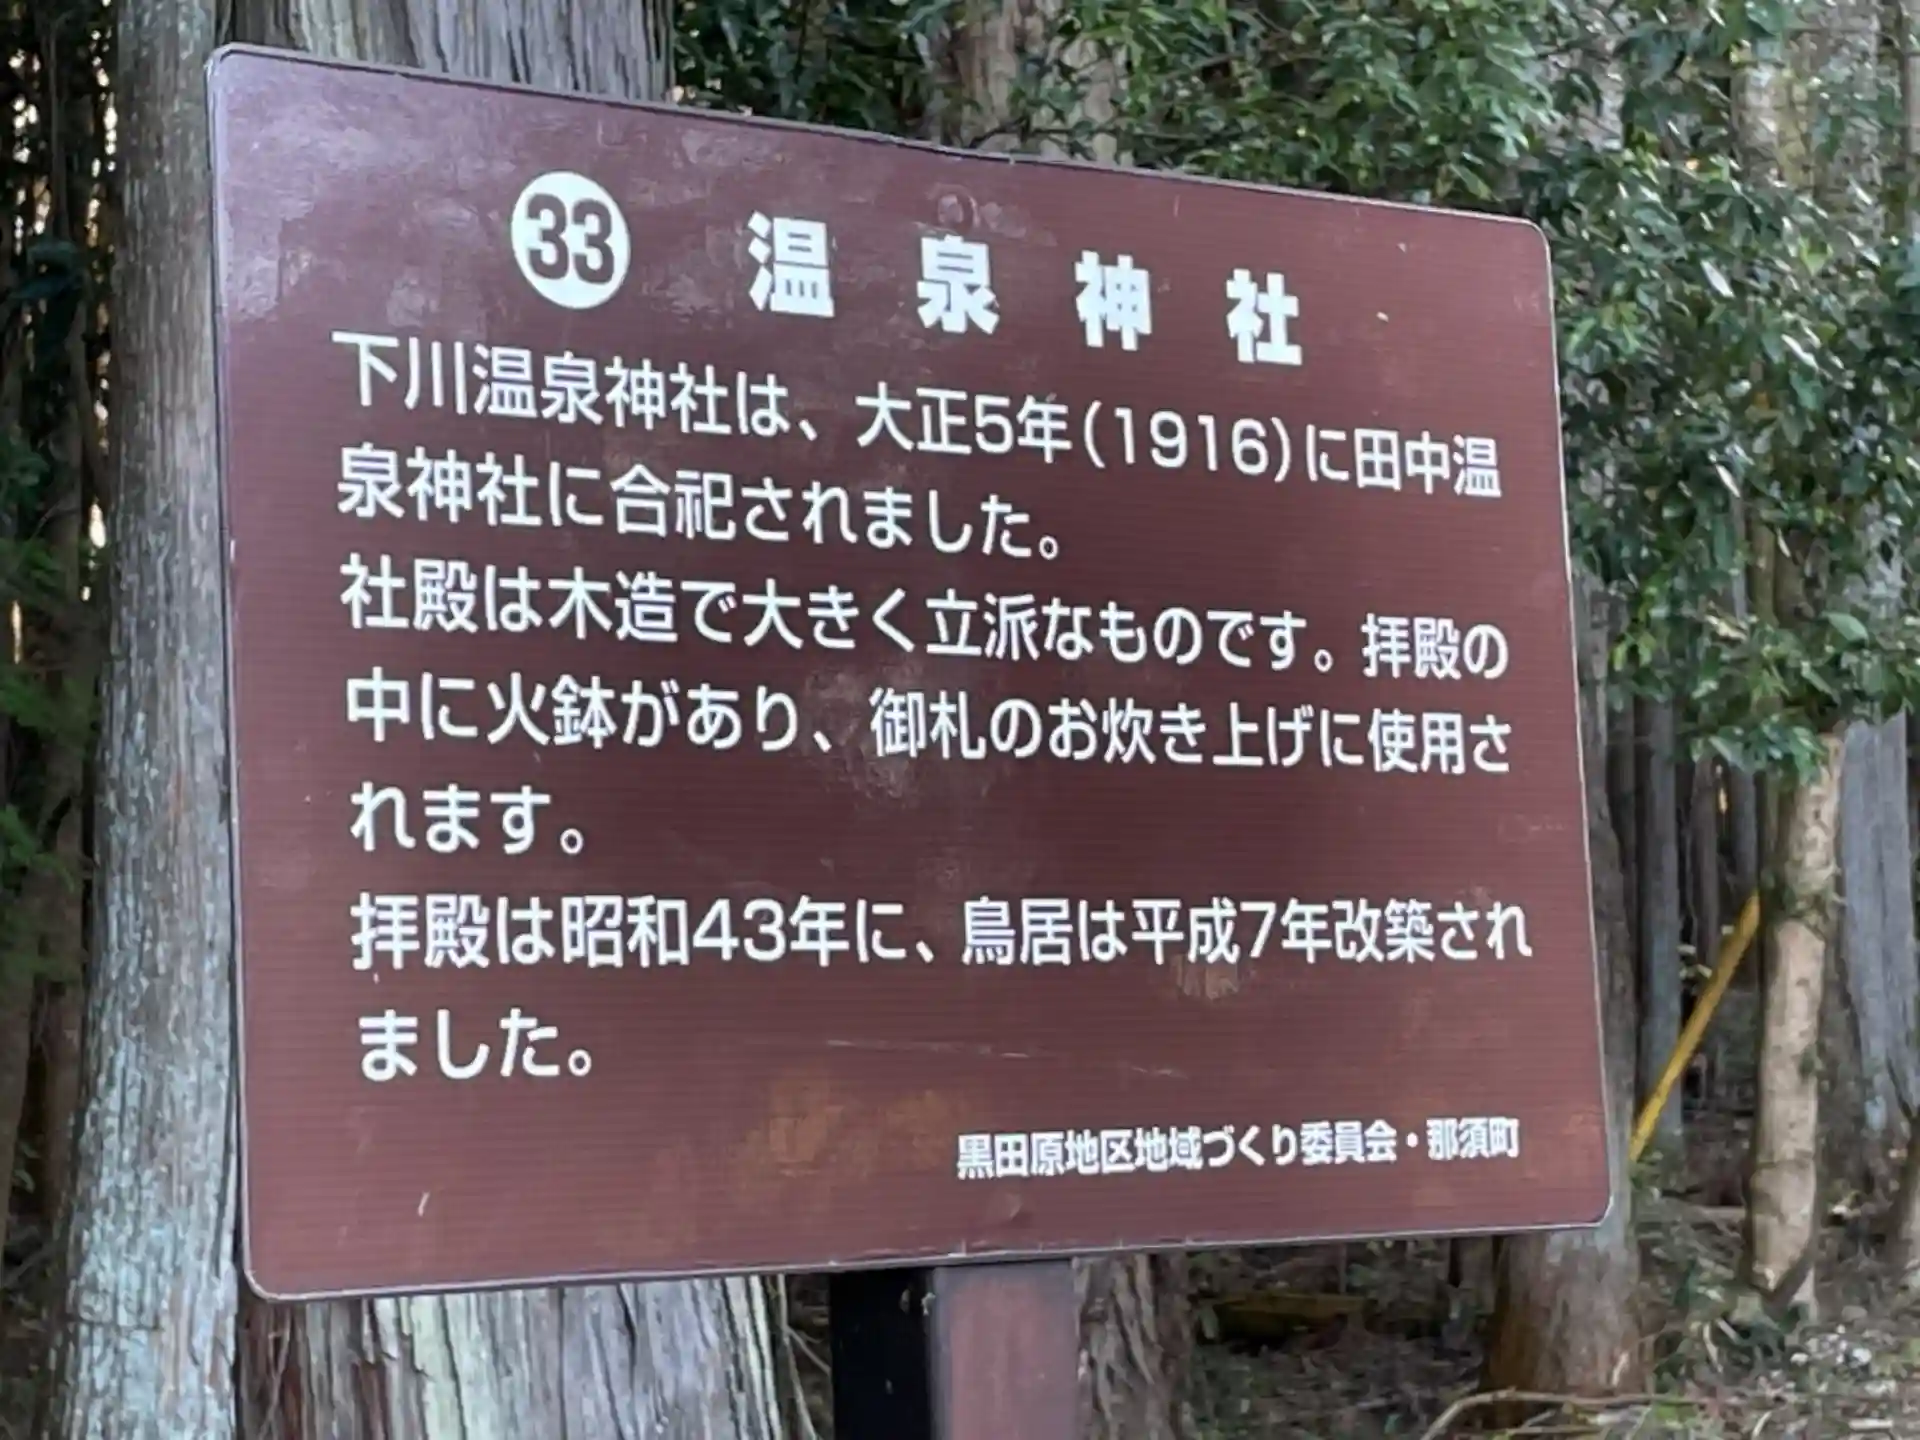 33 温泉神社
下川温泉神社は、大正5年(1916)に田中温
泉神社に合祀されました。
社殿は木造で大きく立派なものです。拝殿の
中に火鉢があり、御札のお炊き上げに使用さ
れます。
拝殿は昭和43年に、鳥居は平成7年改築され
ました。
黒田原地区地域づくり委員会・那須町